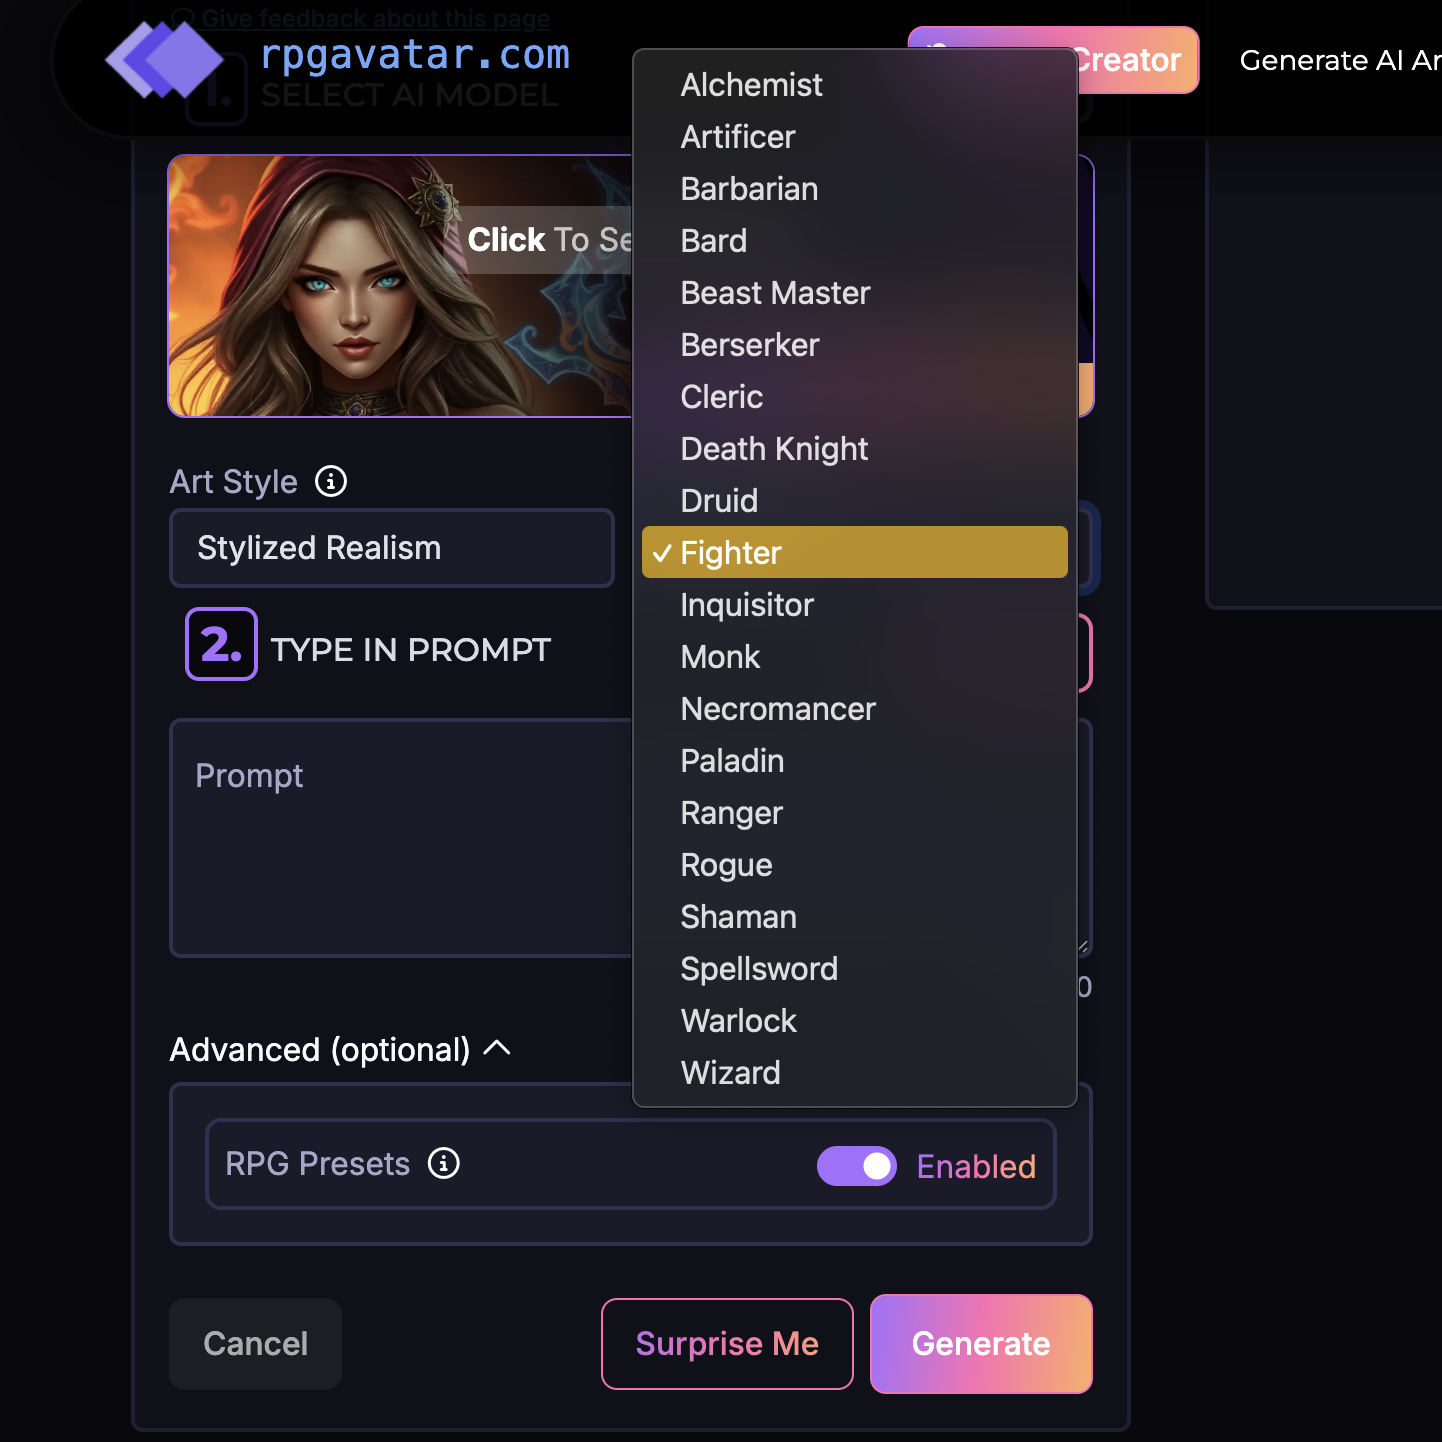 Give feedback about this page
rpgavatar.com
Creator
Generate AI Ar
1.
SELECT AI MODEL
Click To Se
Art Style
Stylized Realism
2.
TYPE IN PROMPT
Prompt
0
Alchemist
Artificer
Barbarian
Bard
Beast Master
Berserker
Cleric
Death Knight
Druid
Fighter
Inquisitor
Monk
Necromancer
Paladin
Ranger
Rogue
Shaman
Spellsword
Warlock
Wizard
Advanced (optional)
RPG Presets
Enabled
Cancel
Surprise Me
Generate